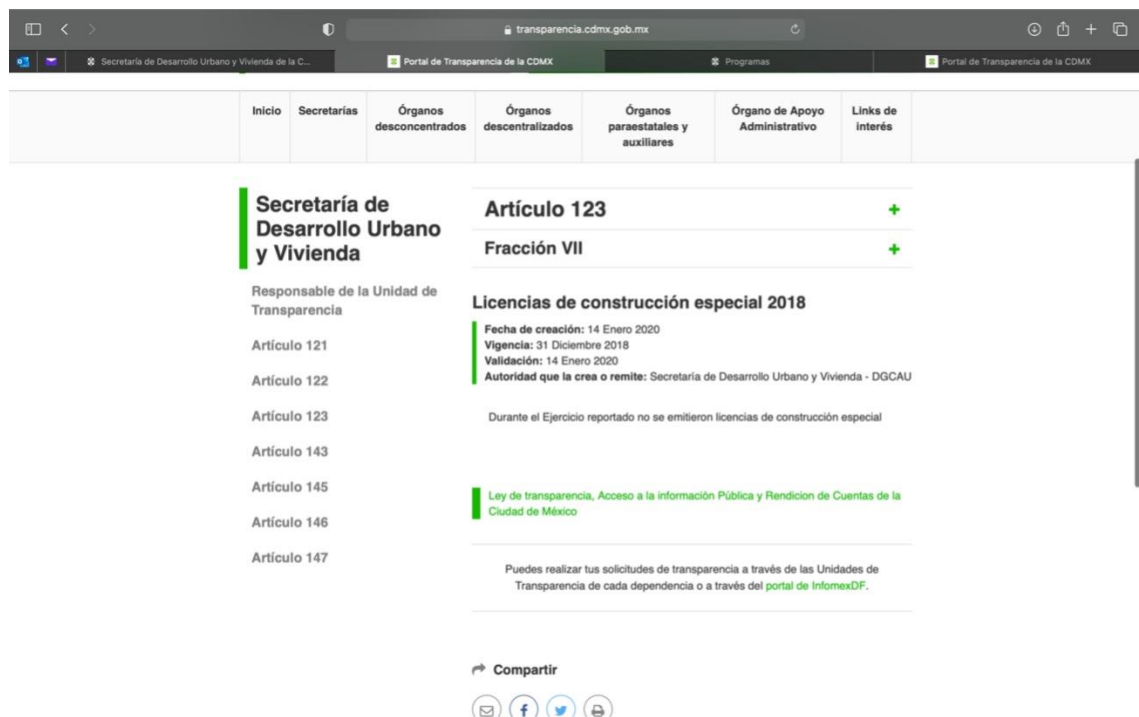 transparencia.cdmx.gob.mx
Secretaría de Desarrollo Urbano y Vivienda de la C...
Portal de Transparencia de la CDMX
Programas
Portal de Transparencia de la CDMX
Inicio
Secretarías
Órganos
desconcentrados
Órganos
descentralizados
Órganos
paraestatales y
auxiliares
Órgano de Apoyo
Administrativo
Links de
interés
Secretaría de
Desarrollo Urbano
y Vivienda
Responsable de la Unidad de
Transparencia
Artículo 121
Artículo 122
Artículo 123
Artículo 143
Artículo 145
Artículo 146
Artículo 147
Artículo 123
Fracción VII
Licencias de construcción especial 2018
Fecha de creación: 14 Enero 2020
Vigencia: 31 Diciembre 2018
Validación: 14 Enero 2020
Autoridad que la crea o remite: Secretaría de Desarrollo Urbano y Vivienda - DGCAU
Durante el Ejercicio reportado no se emitieron licencias de construcción especial
Ley de transparencia, Acceso a la información Pública y Rendicion de Cuentas de la
Ciudad de México
Puedes realizar tus solicitudes de transparencia a través de las Unidades de
Transparencia de cada dependencia o a través del portal de InfomexDF.
Compartir